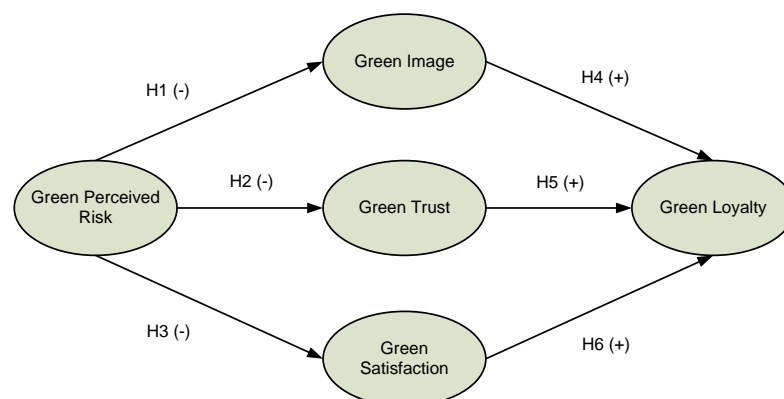 Green Image
H1 (-)
H4 (+)
Green Perceived
Risk
H2 (-)
Green Trust
H5 (+)
Green Loyalty
H3 (-)
Green
Satisfaction
H6 (+)